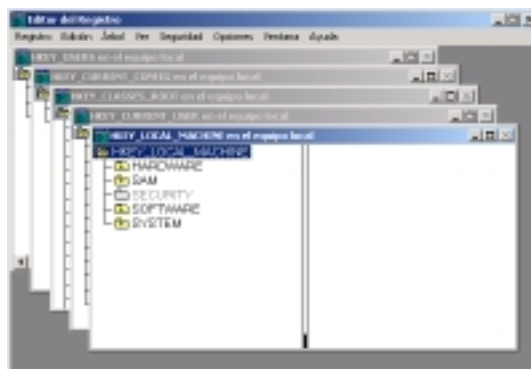 Editor del Registro
Registro Edición Árbol Ver Seguridad Opciones Ventana Ayuda
HKEY_USERS en el equipo local
HKEY_CURRENT_CONFIG en el equipo local
HKEY_CLASSES_ROOT en el equipo local
HKEY_CURRENT_USER en el equipo local
HKEY_LOCAL_MACHINE en el equipo local
HKEY_LOCAL_MACHINE
HARDWARE
SAM
SECURITY
SOFTWARE
SYSTEM